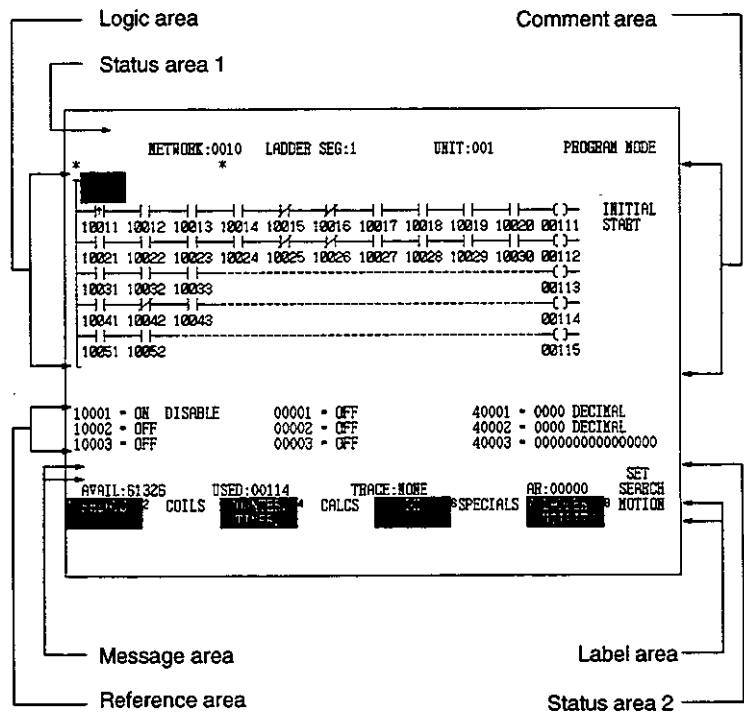 Logic area
Comment area
Status area 1
NETWORK:0010 LADDER SEG:1 UNIT:001 PROGRAM MODE
* *
INITIAL
10011 10012 10013 10014 10015 10016 10017 10018 10019 10020 00111 START
10021 10022 10023 10024 10025 10026 10027 10028 10029 10030 00112
10031 10032 10033 00113
10041 10042 10043 00114
10051 10052 00115
10001 = ON DISABLE 00001 = OFF 40001 = 0000 DECIMAL
10002 = OFF 00002 = OFF 40002 = 0000 DECIMAL
10003 = OFF 00003 = OFF 40003 = 0000000000000000
SET
AVAIL:61326 USED:00114 TRACE:NONE AR:00000 SEARCH
2 COILS 4 CALCS 6 SPECIALS 8 MOTION
Message area
Label area
Reference area
Status area 2